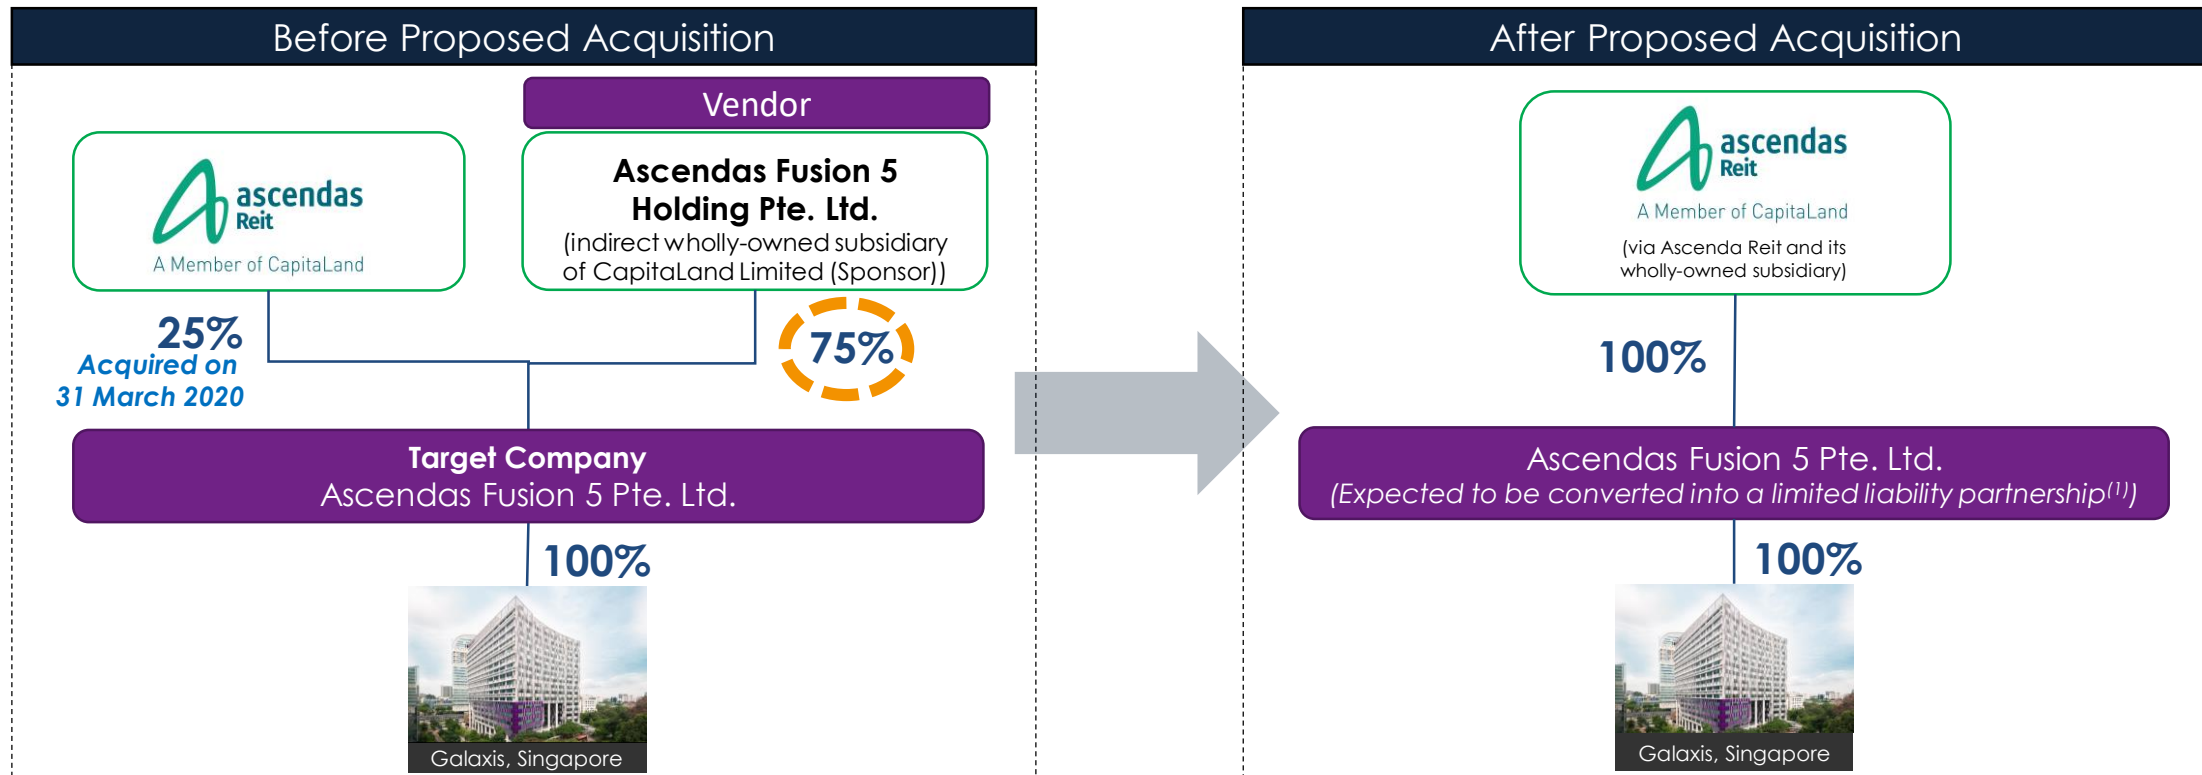 Before Proposed Acquisition
Vendor
ascendas
Reit
A Member of CapitaLand
Ascendas Fusion 5
Holding Pte. Ltd.
(indirect wholly-owned subsidiary
of CapitaLand Limited (Sponsor))
25%
Acquired on
31 March 2020
75%
Target Company
Ascendas Fusion 5 Pte. Ltd.
100%
Galaxis, Singapore
After Proposed Acquisition
ascendas
Reit
A Member of CapitaLand
(via Ascenda Reit and its
wholly-owned subsidiary)
100%
Ascendas Fusion 5 Pte. Ltd.
(Expected to be converted into a limited liability partnership(1))
100%
Galaxis, Singapore